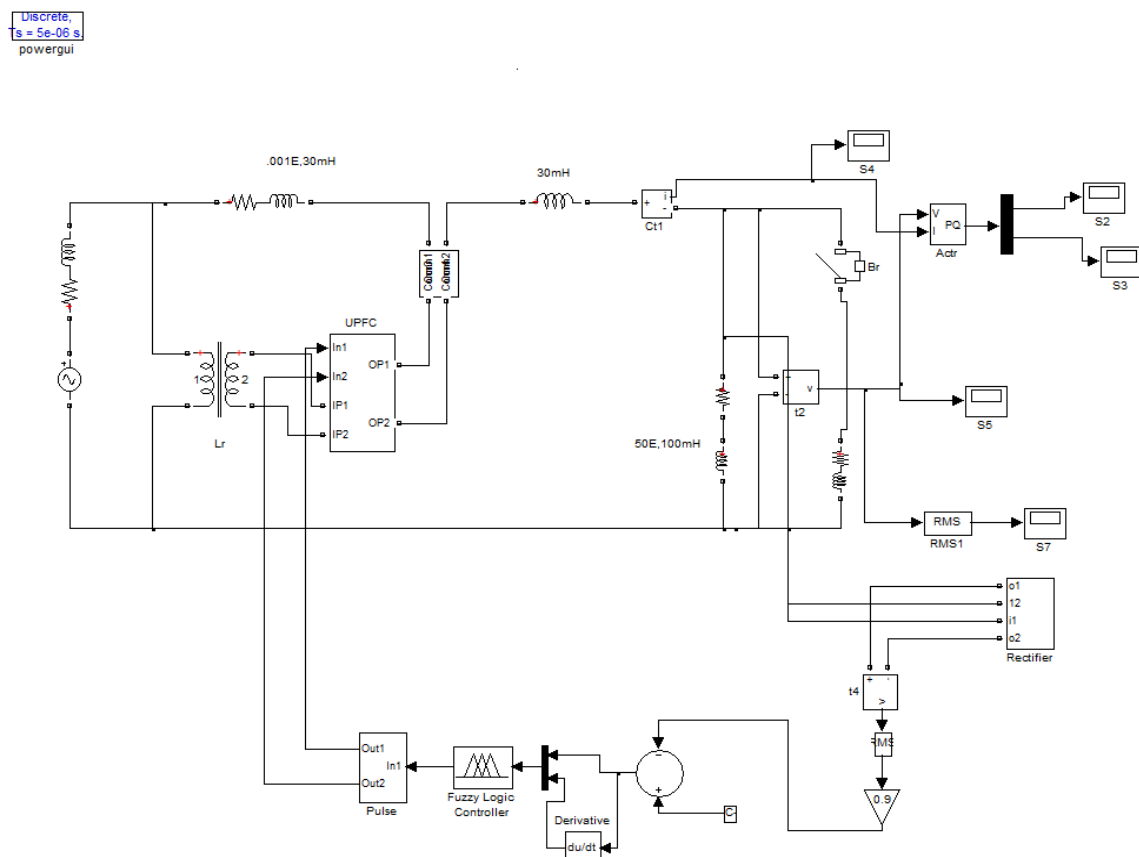 Discrete,
Ts = 5e-06 s.
powergui
.001E,30mH
30mH
S4
i
+
-
Ct1
V
I
PQ
Actr
S2
S3
Br
UPFC
In1
In2
IP1
IP2
OP1
OP2
+
1
2
Lr
+
-
v
t2
S5
50E,100mH
RMS
RMS1
S7
o1
12
i1
o2
Rectifier
+
-
v
t4
RMS
0.9
−
+
C
Out1
In1
Out2
Pulse
Fuzzy Logic
Controller
Derivative
du/dt